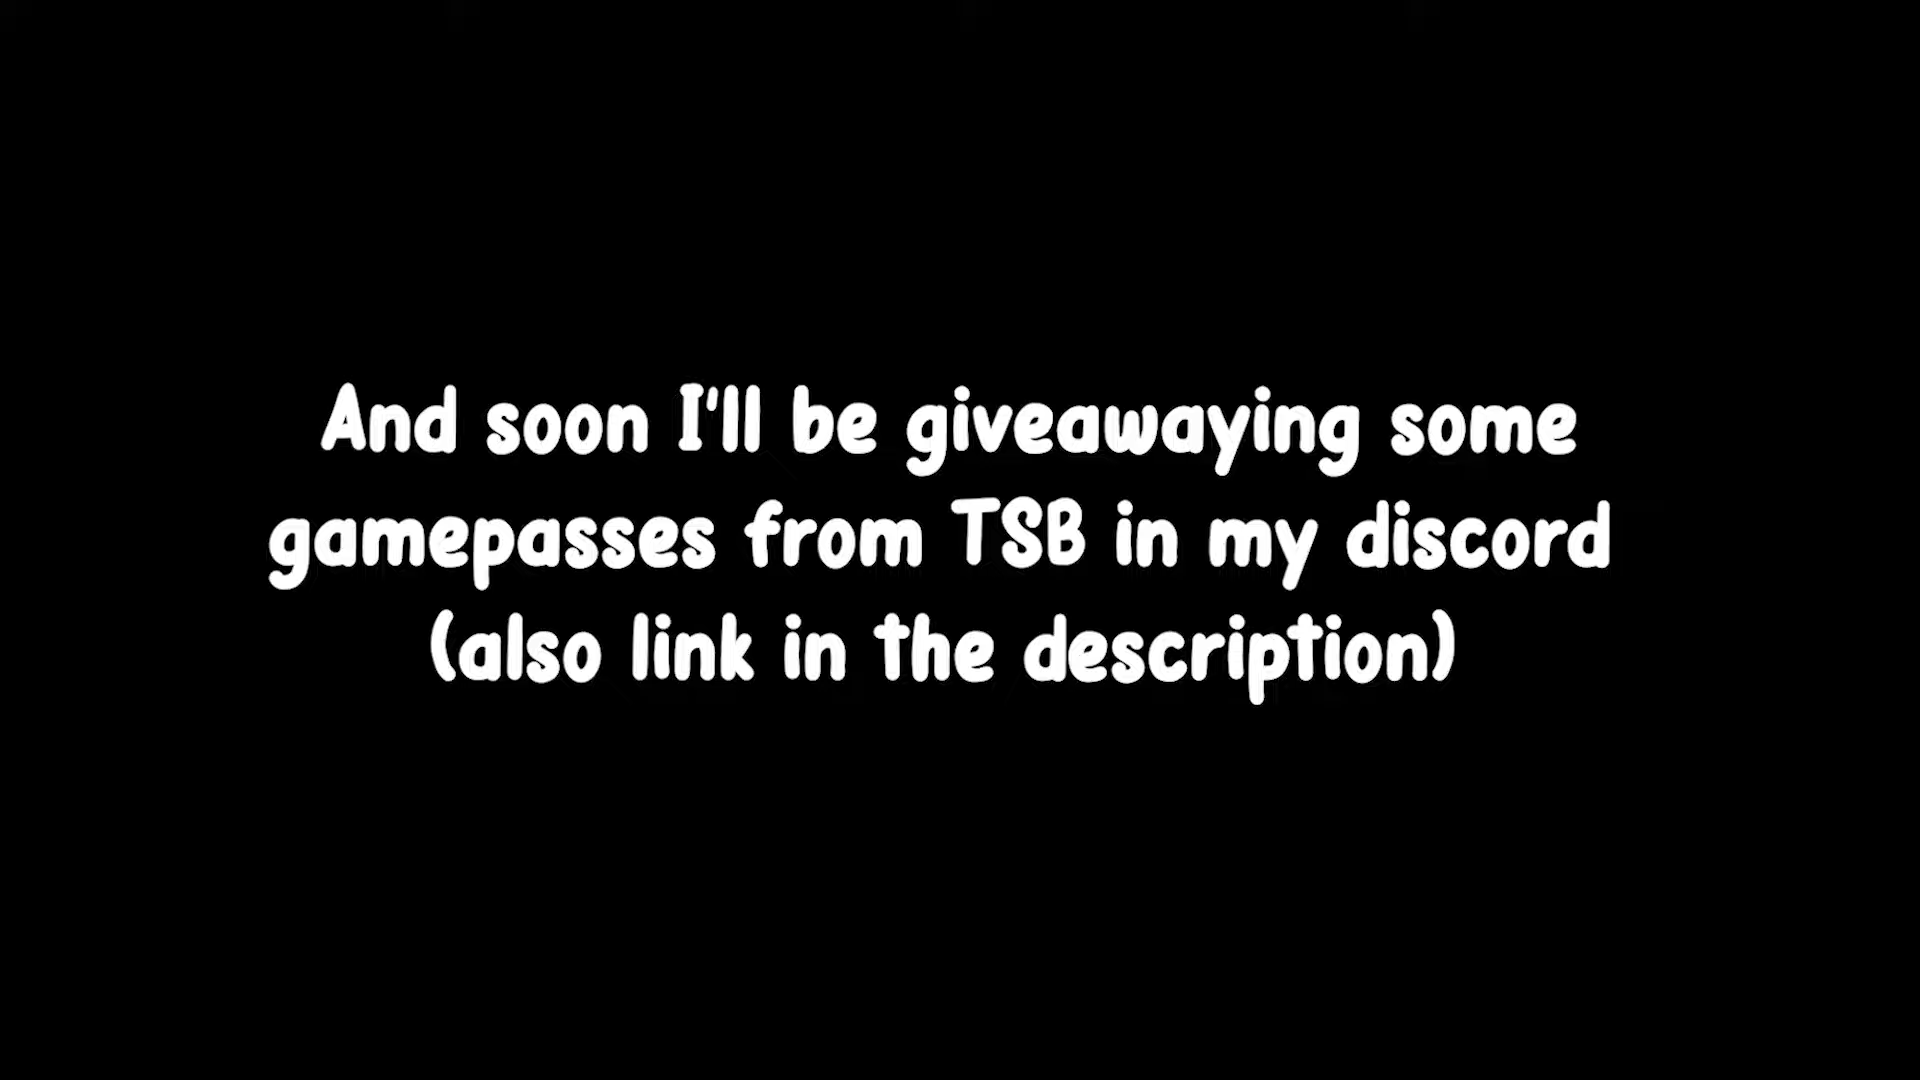 And soon I'll be giveawaying some
gamepasses from TSB in my discord
(also link in the description)